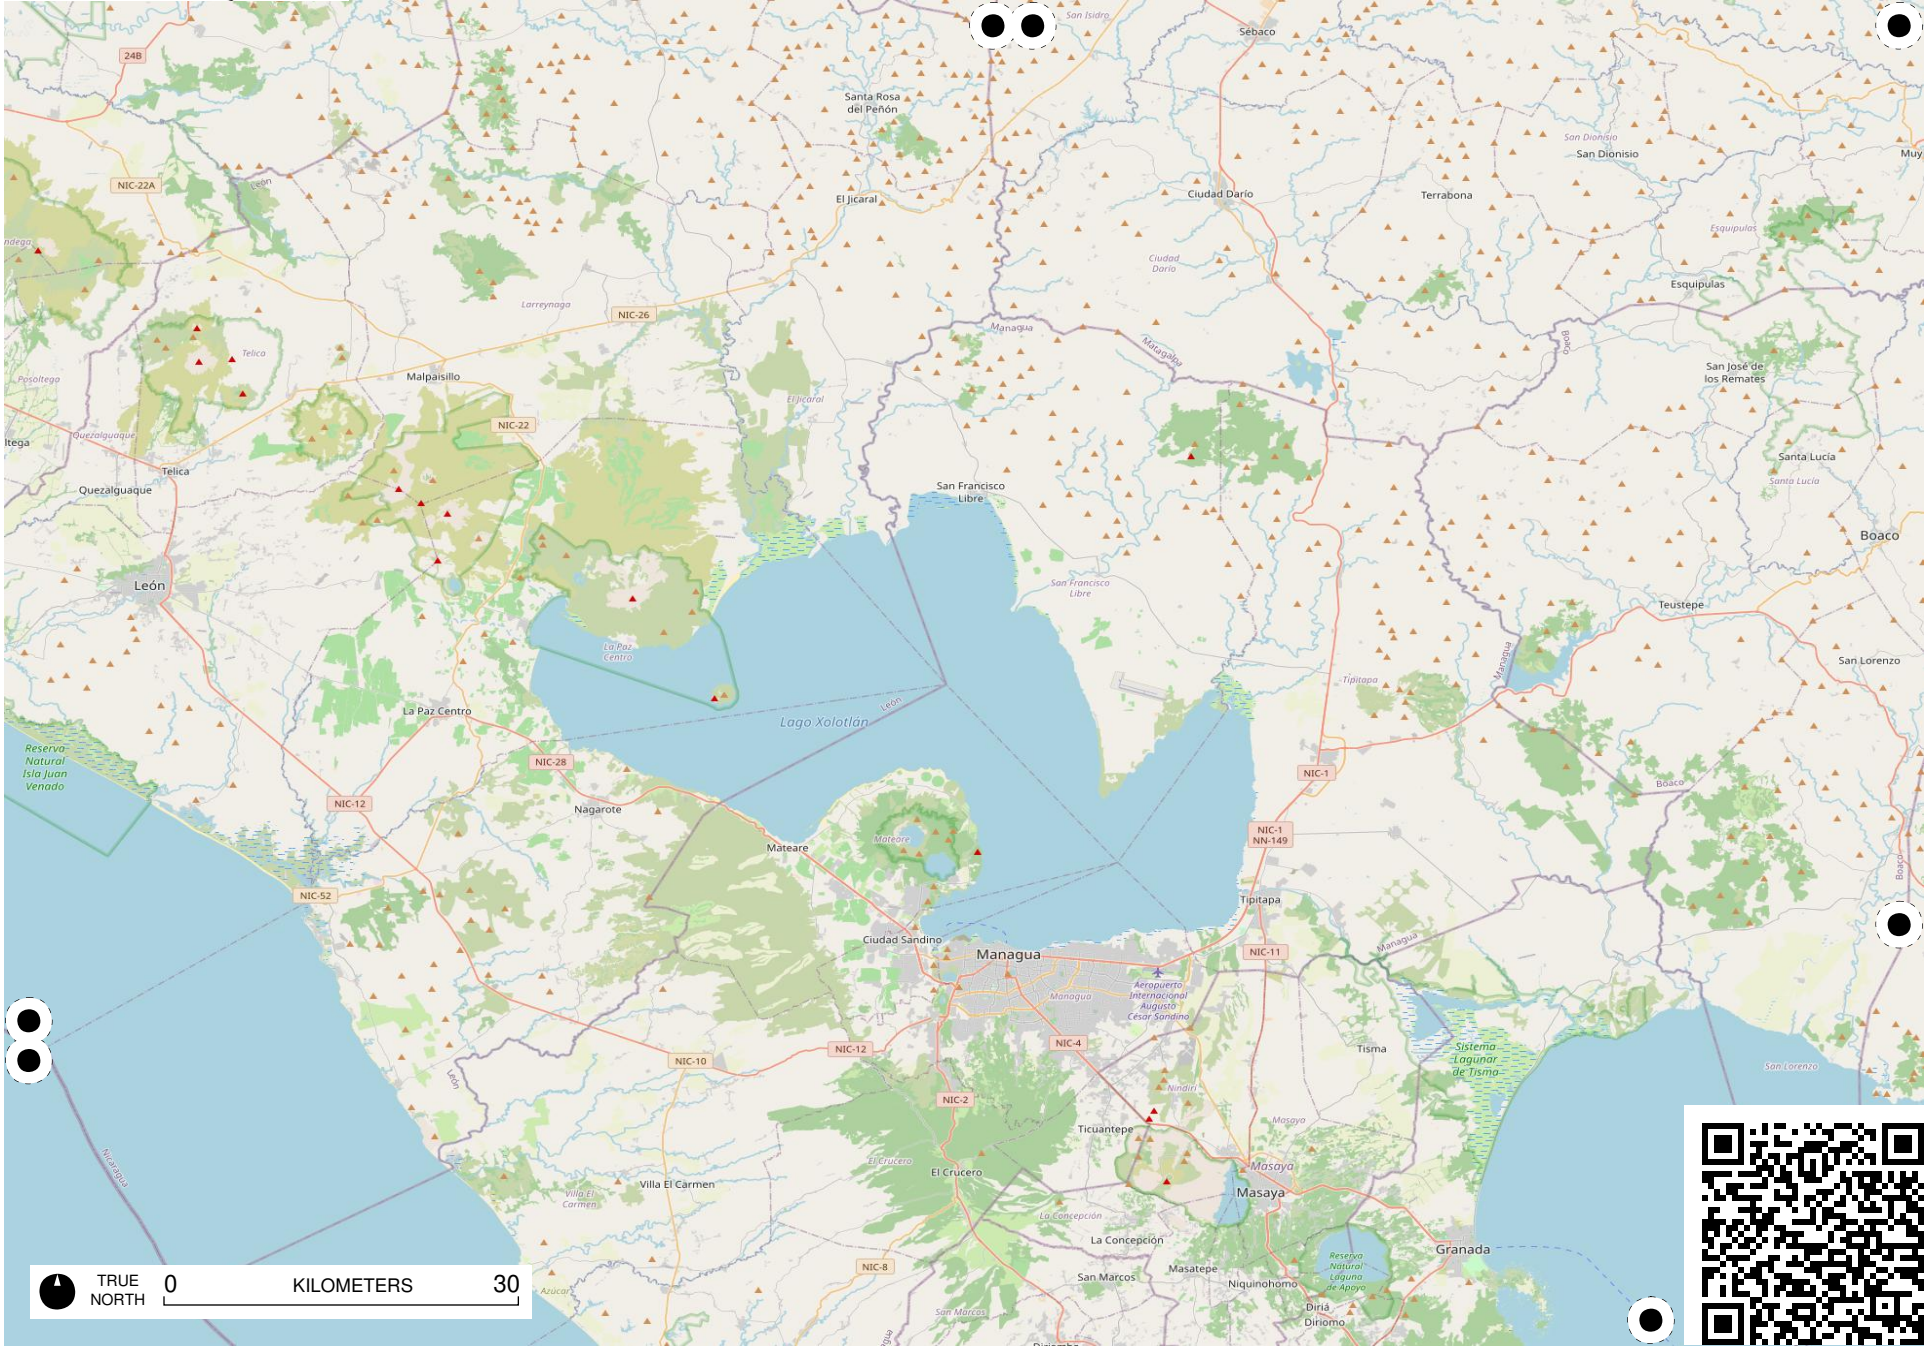 San Isidro
Sébaco
24B
Santa Rosa
del Peñón
San Dionisio
San Dionisio
Muy
NIC-22A
León
El Jicaral
Ciudad Darío
Terrabona
Esquipulas
ndega
Ciudad
Darío
Esquipulas
Larreynaga
NIC-26
Managua
Matagalpa
Boaco
Telica
Posoltega
Malpaisillo
San José de
los Remates
El Jicaral
NIC-22
Quezalguaque
ltega
Telica
Santa Lucía
Santa Lucía
Quezalguaque
San Francisco
Libre
Boaco
León
San Francisco
Libre
Teustepe
La Paz
Centro
Managua
San Lorenzo
Tipitapa
La Paz Centro
León
Lago Xolotlán
Reserva
Natural
Isla Juan
Venado
NIC-28
NIC-1
Boaco
NIC-12
Nagarote
NIC-1
NN-149
Mateare
Mateare
Boaco
NIC-52
Tipitapa
Ciudad Sandino
Managua
Managua
NIC-11
Managua
Aeropuerto
Internacional
Augusto
César Sandino
NIC-12
NIC-4
Tisma
Sistema
Lagunar
de Tisma
NIC-10
San Lorenzo
León
Nindirí
NIC-2
Ticuantepe
Masaya
Nicaragua
El Crucero
El Crucero
Masaya
Masaya
Villa El Carmen
Villa El
Carmen
La Concepción
La Concepción
Granada
Reserva
Natural
Laguna
de Apoyo
NIC-8
Masatepe
San Marcos
Niquinohomo
Azúcar
San Marcos
Diriá
Diriomo
TRUE
NORTH
0 KILOMETERS 30